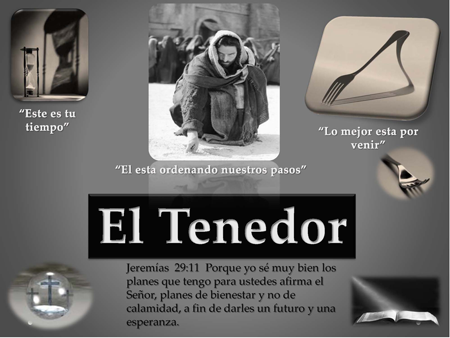 “Este es tu
tiempo”
“Lo mejor esta por
venir”
“El esta ordenando nuestros pasos”
El Tenedor
Jeremías 29:11 Porque yo sé muy bien los
planes que tengo para ustedes afirma el
Señor, planes de bienestar y no de
calamidad, a fin de darles un futuro y una
esperanza.